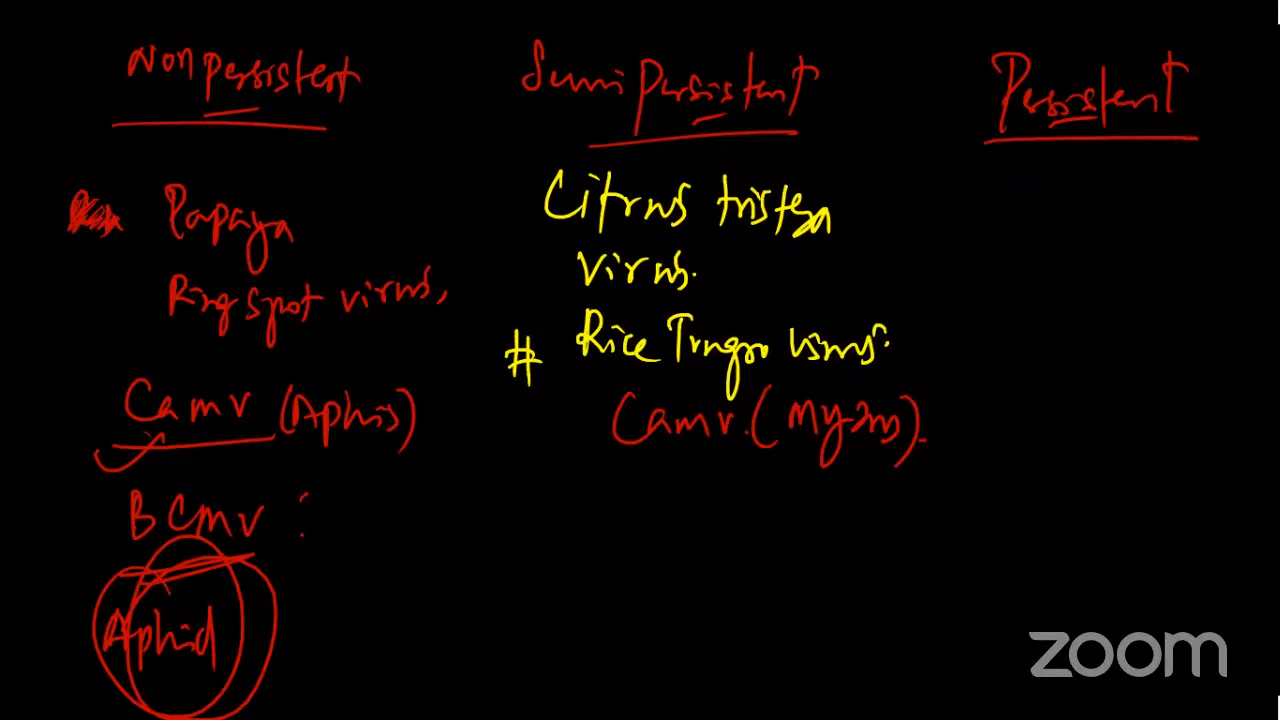 Non Persistent
Semi Persistent
Persistent
Papaya
Ring spot virus,
Camv (Aphis)
BCmv :
Aphid
Citrus tristeza
Virus.
# Rice Tungro virus.
Camv. (Myzus).
zoom